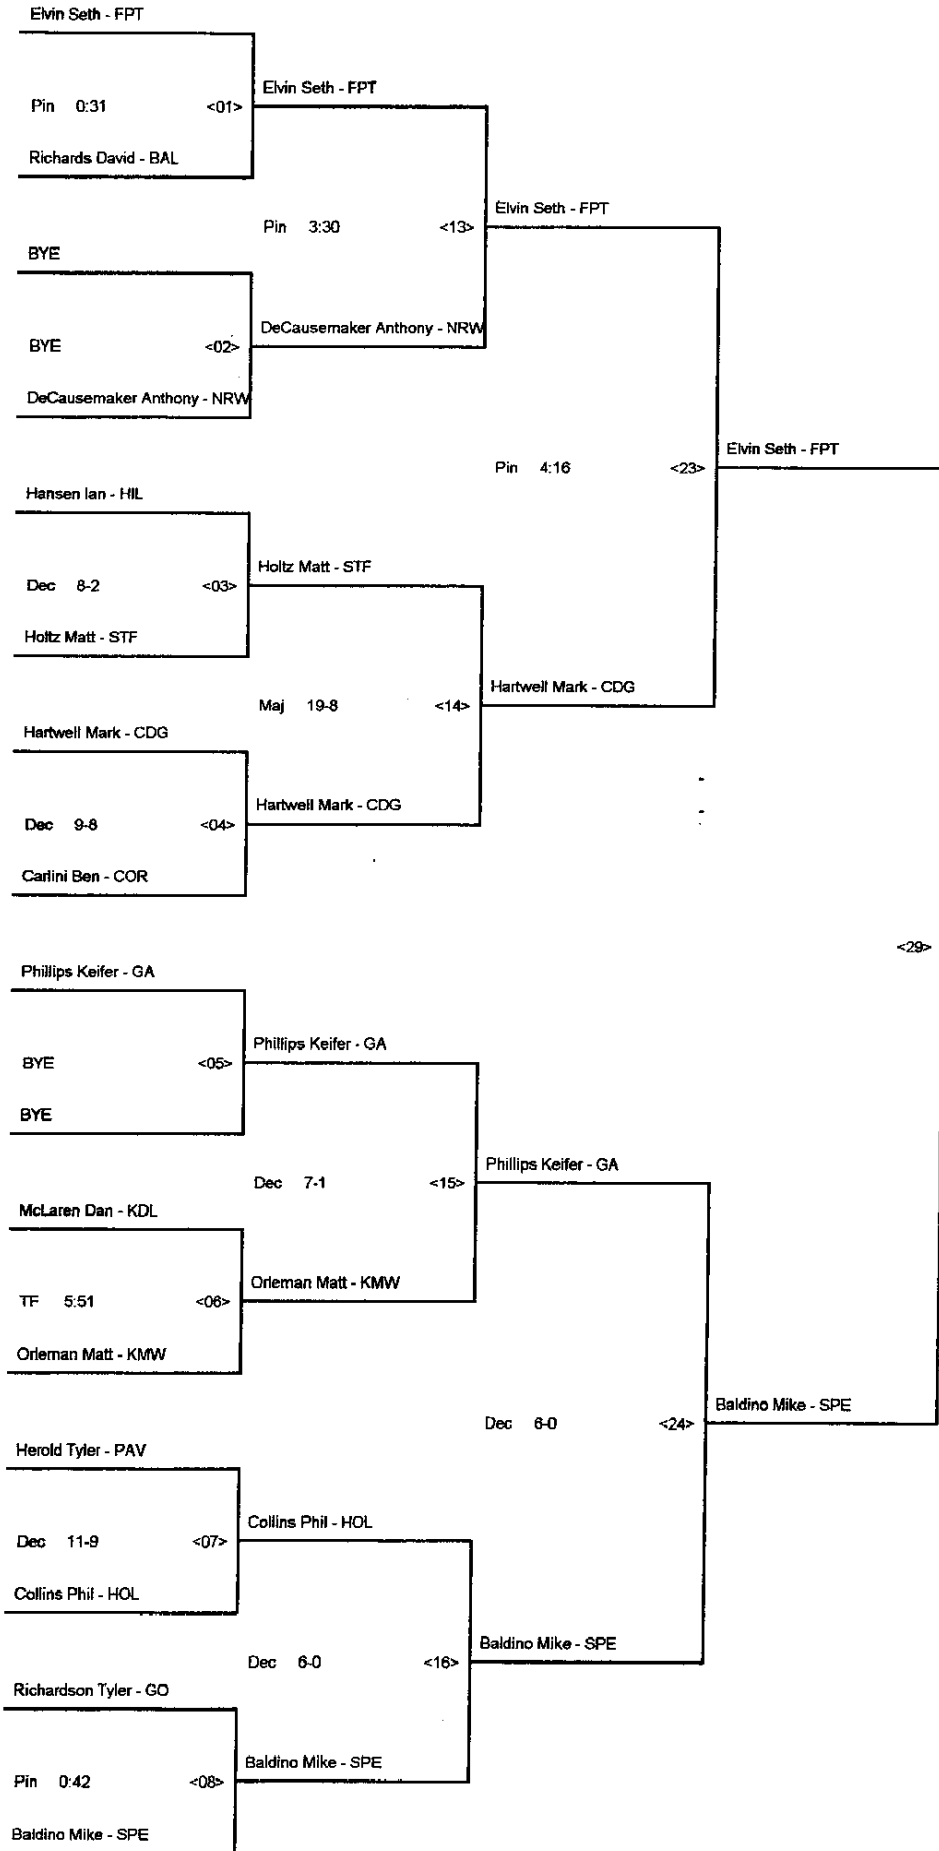 Elvin Seth - FPT
Elvin Seth - FPT
Pin 0:31 <01>
Richards David - BAL
Elvin Seth - FPT
Pin 3:30 <13>
BYE
DeCausemaker Anthony - NRW
BYE <02>
DeCausemaker Anthony - NRW
Elvin Seth - FPT
Pin 4:16 <23>
Hansen Ian - HIL
Holtz Matt - STF
Dec 8-2 <03>
Holtz Matt - STF
Hartwell Mark - CDG
Maj 19-8 <14>
Hartwell Mark - CDG
Hartwell Mark - CDG
Dec 9-8 <04>
Carlini Ben - COR
<29>
Phillips Keifer - GA
Phillips Keifer - GA
BYE <05>
BYE
Phillips Keifer - GA
Dec 7-1 <15>
McLaren Dan - KDL
Orleman Matt - KMW
TF 5:51 <06>
Orleman Matt - KMW
Baldino Mike - SPE
Dec 6-0 <24>
Herold Tyler - PAV
Collins Phil - HOL
Dec 11-9 <07>
Collins Phil - HOL
Baldino Mike - SPE
Dec 6-0 <16>
Richardson Tyler - GO
Baldino Mike - SPE
Pin 0:42 <08>
Baldino Mike - SPE